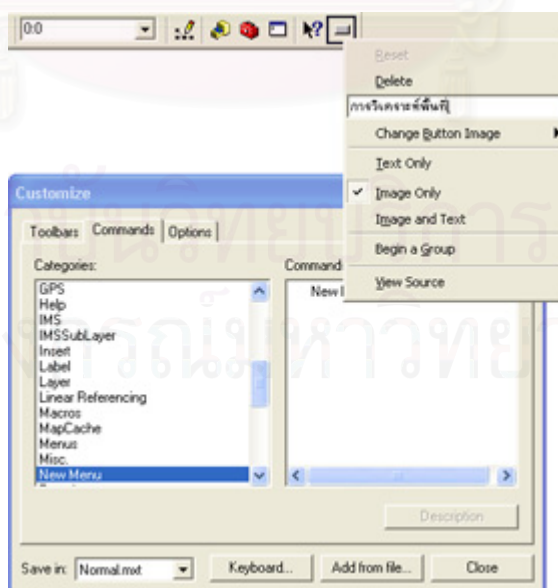 0:0
Reset
Delete
การวิเคราะห์พื้นที่
Change Button Image
Text Only
Image Only
Image and Text
Begin a Group
View Source
Customize
Toolbars Commands Options
Categories:
Command
GPS
Help
IMS
IMSSubLayer
Insert
Label
Layer
Linear Referencing
Macros
MapCache
Menus
Misc.
New Menu
New
Description
Save in: Normal.mxt
Keyboard... Add from file... Close